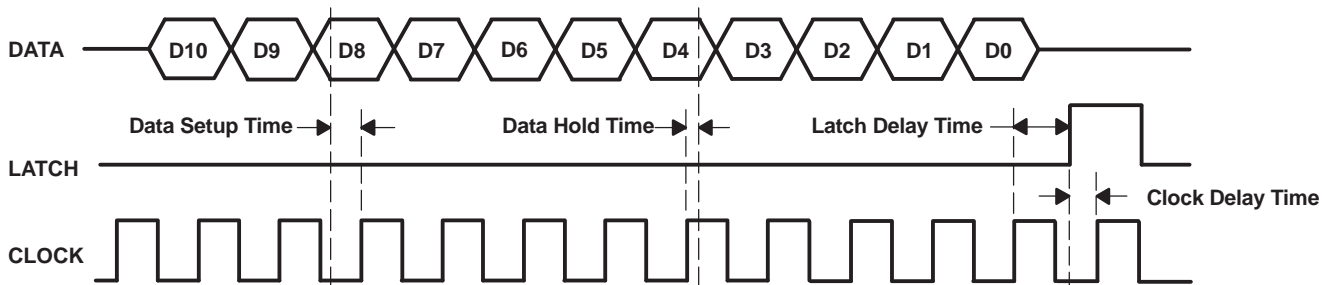 DATA D10 D9 D8 D7 D6 D5 D4 D3 D2 D1 D0
Data Setup Time Data Hold Time Latch Delay Time
LATCH
Clock Delay Time
CLOCK